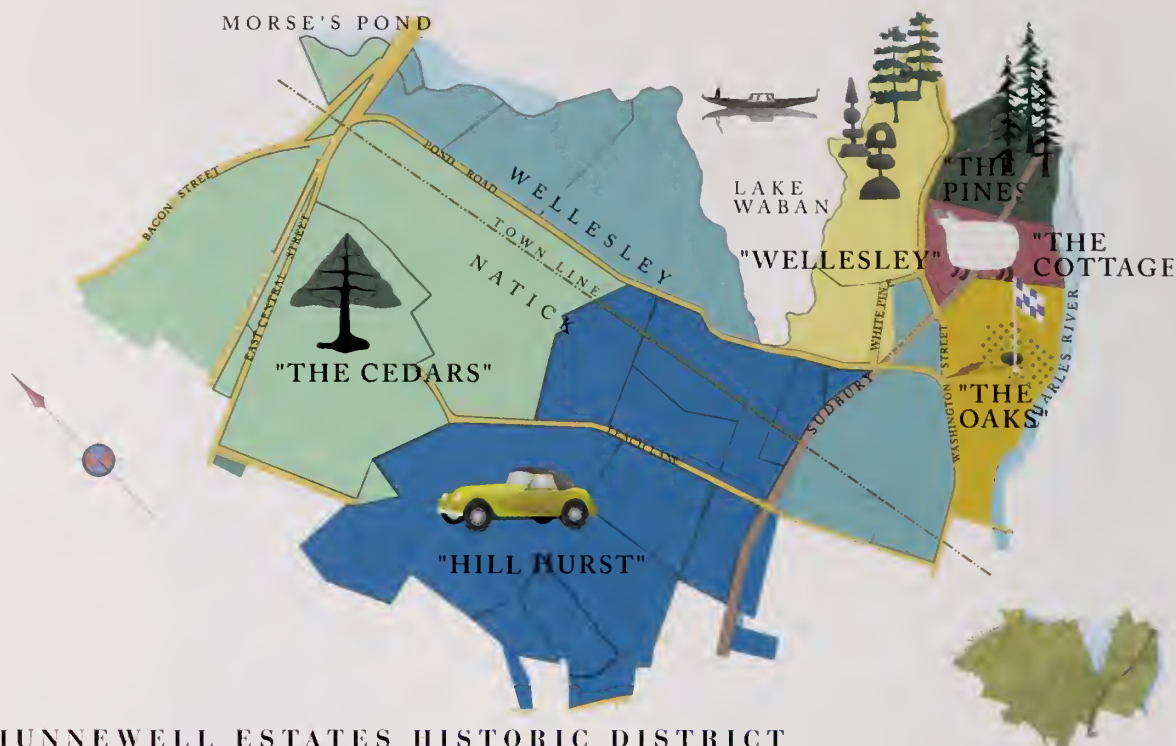 MORSE'S POND
BACON STREET
POND ROAD
WELLESLEY
TOWN LINE
NATICK
EAST CENTRAL STREET
"THE CEDARS"
LAKE
WABAN
"WELLESLEY"
"THE
PINES
"THE
COTTAGE
WHITE PINE
WASHINGTON STREET
"THE
OAKS
CHARLES RIVER
SUDBURY
"HILL HURST"
HUNNEWELL ESTATES HISTORIC DISTRICT